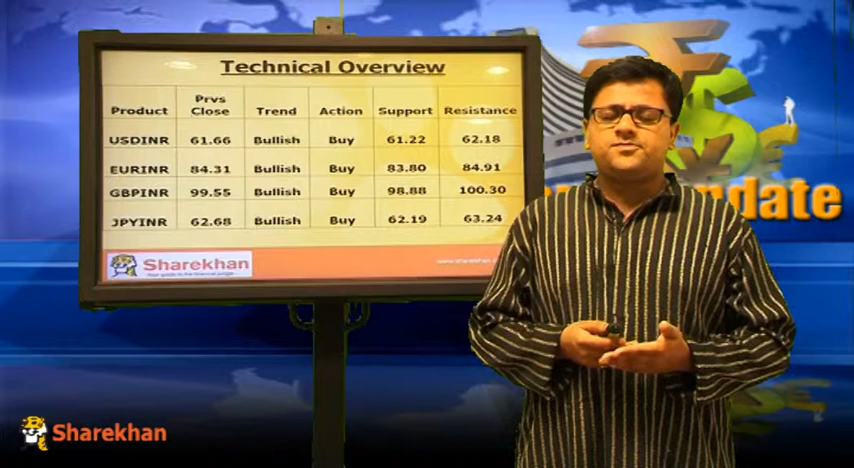 Technical Overview
Product Prvs Close Trend Action Support Resistance
USDINR 61.66 Bullish Buy 61.22 62.18
EURINR 84.31 Bullish Buy 83.80 84.91
GBPINR 99.55 Bullish Buy 98.88 100.30
JPYINR 62.68 Bullish Buy 62.19 63.24
Sharekhan
date
Sharekhan